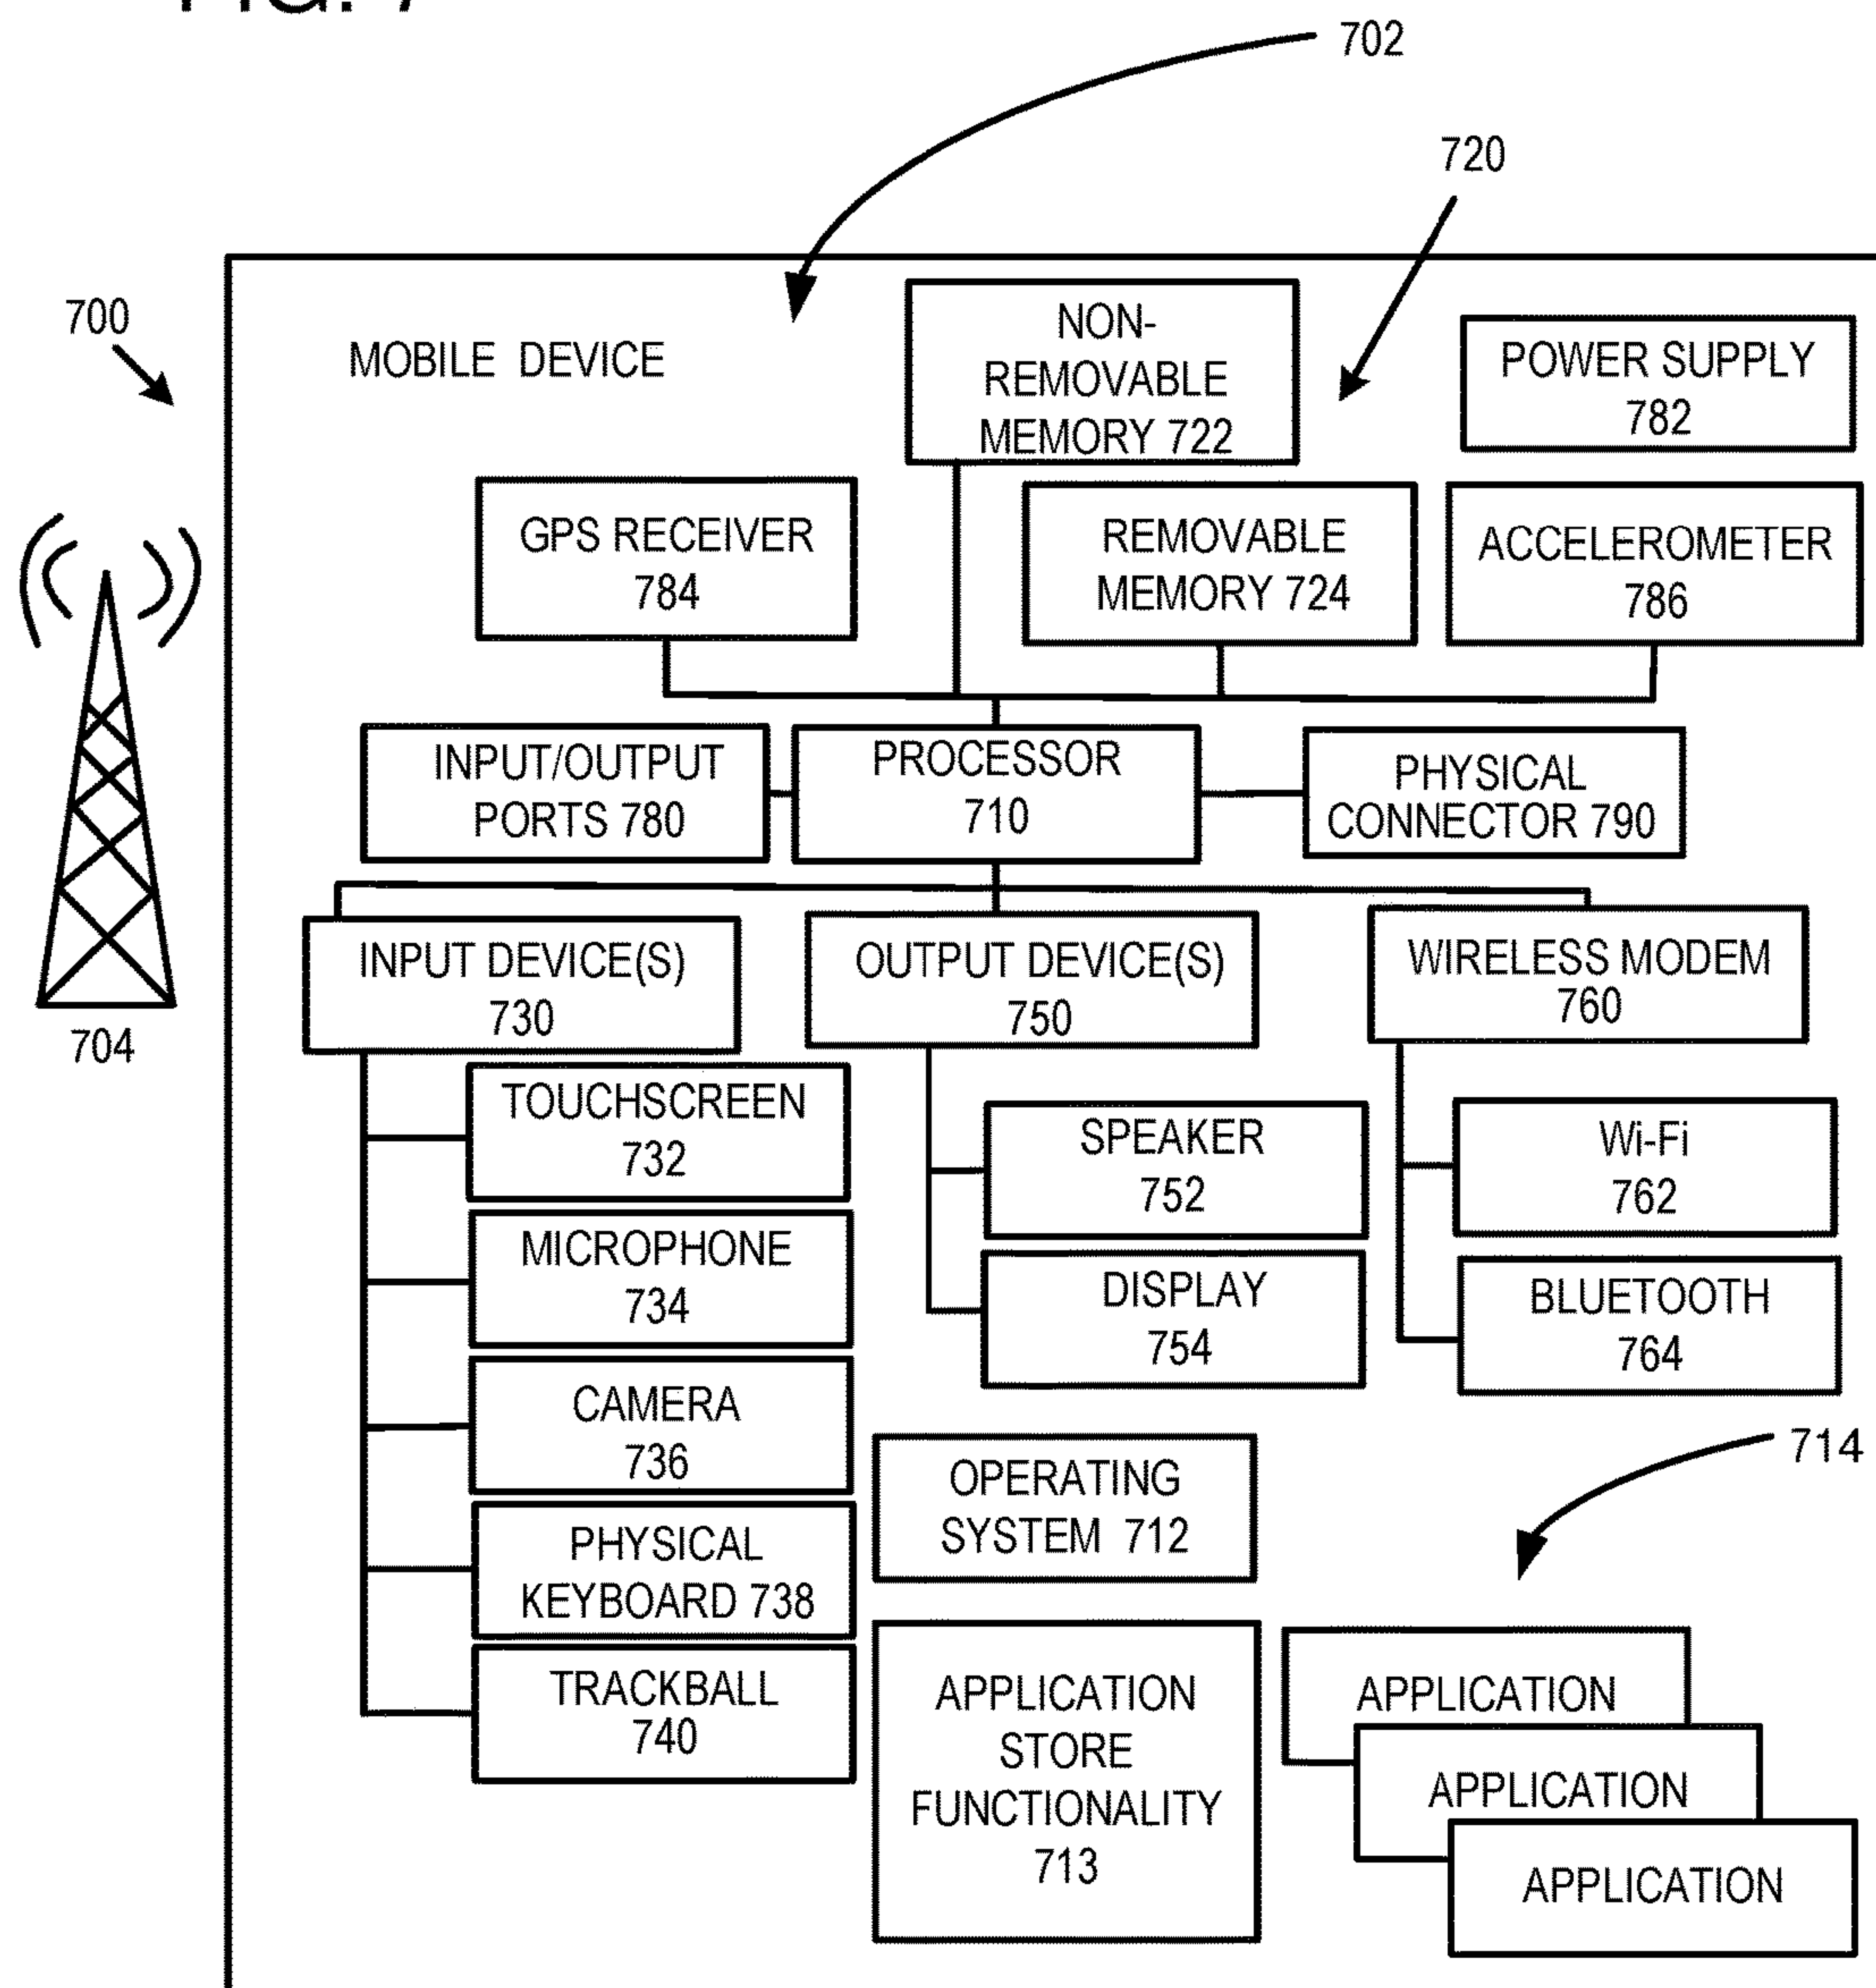 FIG. 7
702
720
700
MOBILE DEVICE
NON-
REMOVABLE
MEMORY 722
POWER SUPPLY
782
GPS RECEIVER
784
REMOVABLE
MEMORY 724
ACCELEROMETER
786
INPUT/OUTPUT
PORTS 780
PROCESSOR
710
PHYSICAL
CONNECTOR 790
704
INPUT DEVICE(S)
730
OUTPUT DEVICE(S)
750
WIRELESS MODEM
760
TOUCHSCREEN
732
MICROPHONE
734
CAMERA
736
PHYSICAL
KEYBOARD 738
TRACKBALL
740
SPEAKER
752
DISPLAY
754
Wi-Fi
762
BLUETOOTH
764
OPERATING
SYSTEM 712
714
APPLICATION
STORE
FUNCTIONALITY
713
APPLICATION
APPLICATION
APPLICATION